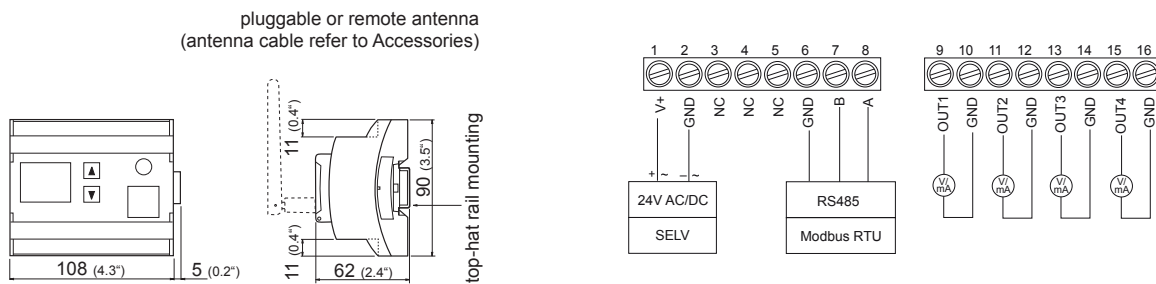 pluggable or remote antenna
(antenna cable refer to Accessories)
11 (0.4“)
90 (3.5“)
top-hat rail mounting
11 (0.4“)
108 (4.3“)
5 (0.2“)
62 (2.4“)
1 2 3 4 5 6 7 8
V+ GND NC NC NC GND B A
+ ~ – ~
24V AC/DC
SELV
RS485
Modbus RTU
9 10 11 12 13 14 15 16
OUT1 GND OUT2 GND OUT3 GND OUT4 GND
V/ mA V/ mA V/ mA V/ mA